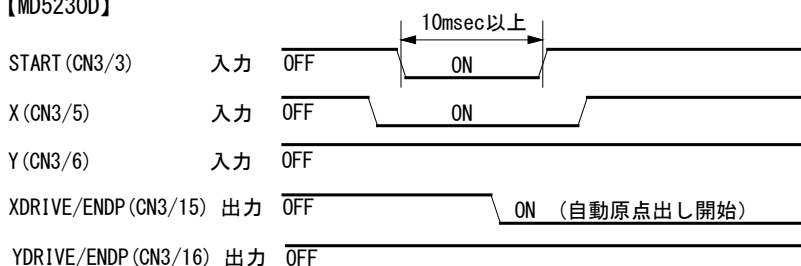 【MD5230D】
10msec以上
START(CN3/3) 入力 OFF ON
X(CN3/5) 入力 OFF ON
Y(CN3/6) 入力 OFF
XDRIVE/ENDP(CN3/15) 出力 OFF ON (自動原点出し開始)
YDRIVE/ENDP(CN3/16) 出力 OFF